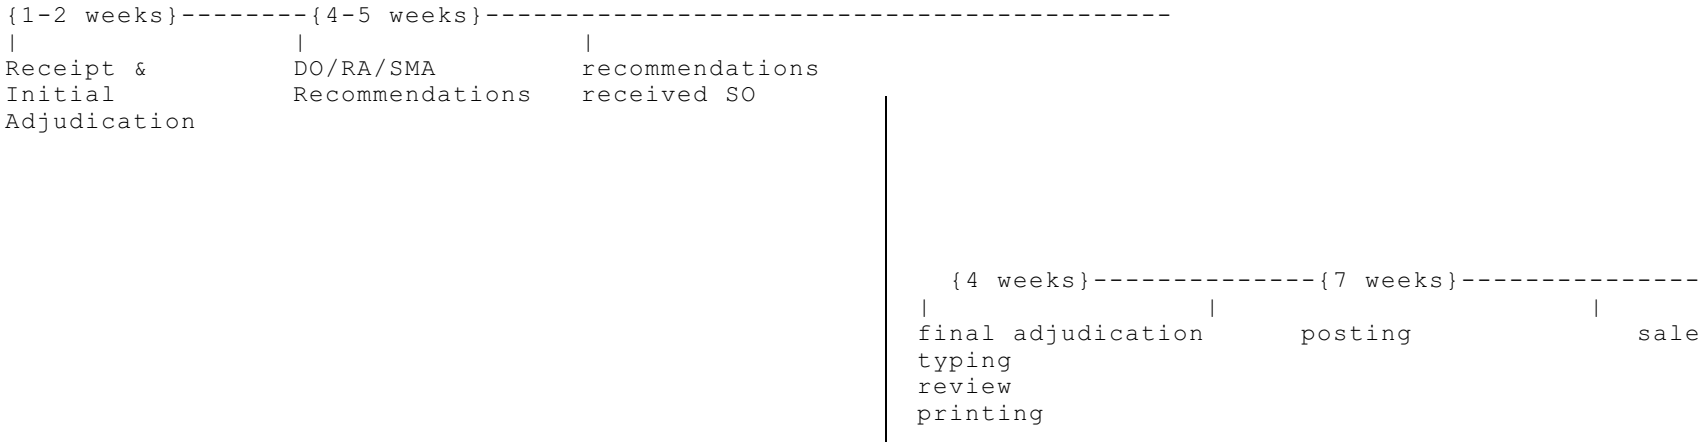 {1-2 weeks}--------{4-5 weeks}-------------------------------------------
| | |
Receipt & DO/RA/SMA recommendations
Initial Recommendations received SO
Adjudication
{4 weeks}--------------{7 weeks}---------------
| | |
final adjudication posting sale
typing
review
printing